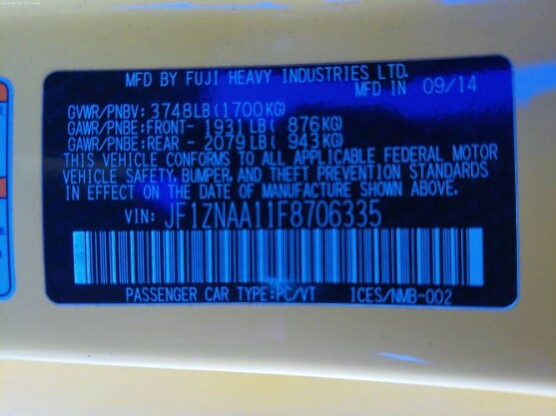 MFD BY FUJI HEAVY INDUSTRIES LTD.
MFD IN 09/14
GVWR/PNBV: 3748LB(1700KG)
GAWR/PNBE:FRONT- 1931LB( 876KG)
GAWR/PNBE:REAR - 2079LB( 943KG)
THIS VEHICLE CONFORMS TO ALL APPLICABLE FEDERAL MOTOR
VEHICLE SAFETY, BUMPER, AND THEFT PREVENTION STANDARDS
IN EFFECT ON THE DATE OF MANUFACTURE SHOWN ABOVE.
VIN: JF1ZNAA11F8706335
PASSENGER CAR TYPE:PC/VT ICES/NMB-002